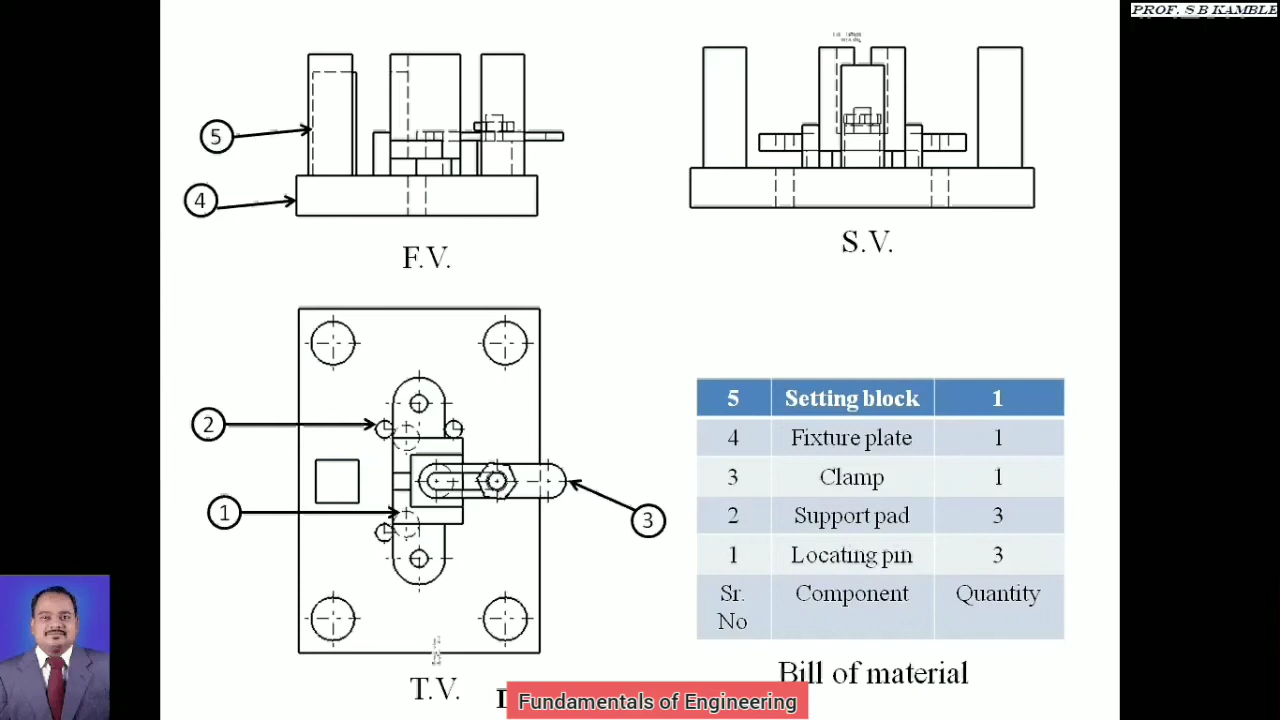 PROF. S B KAMBLE
5
4
F.V.
S.V.
2
1
3
T.V.
5 Setting block 1
4 Fixture plate 1
3 Clamp 1
2 Support pad 3
1 Locating pin 3
Sr. No Component Quantity
Bill of material
Fundamentals of Engineering